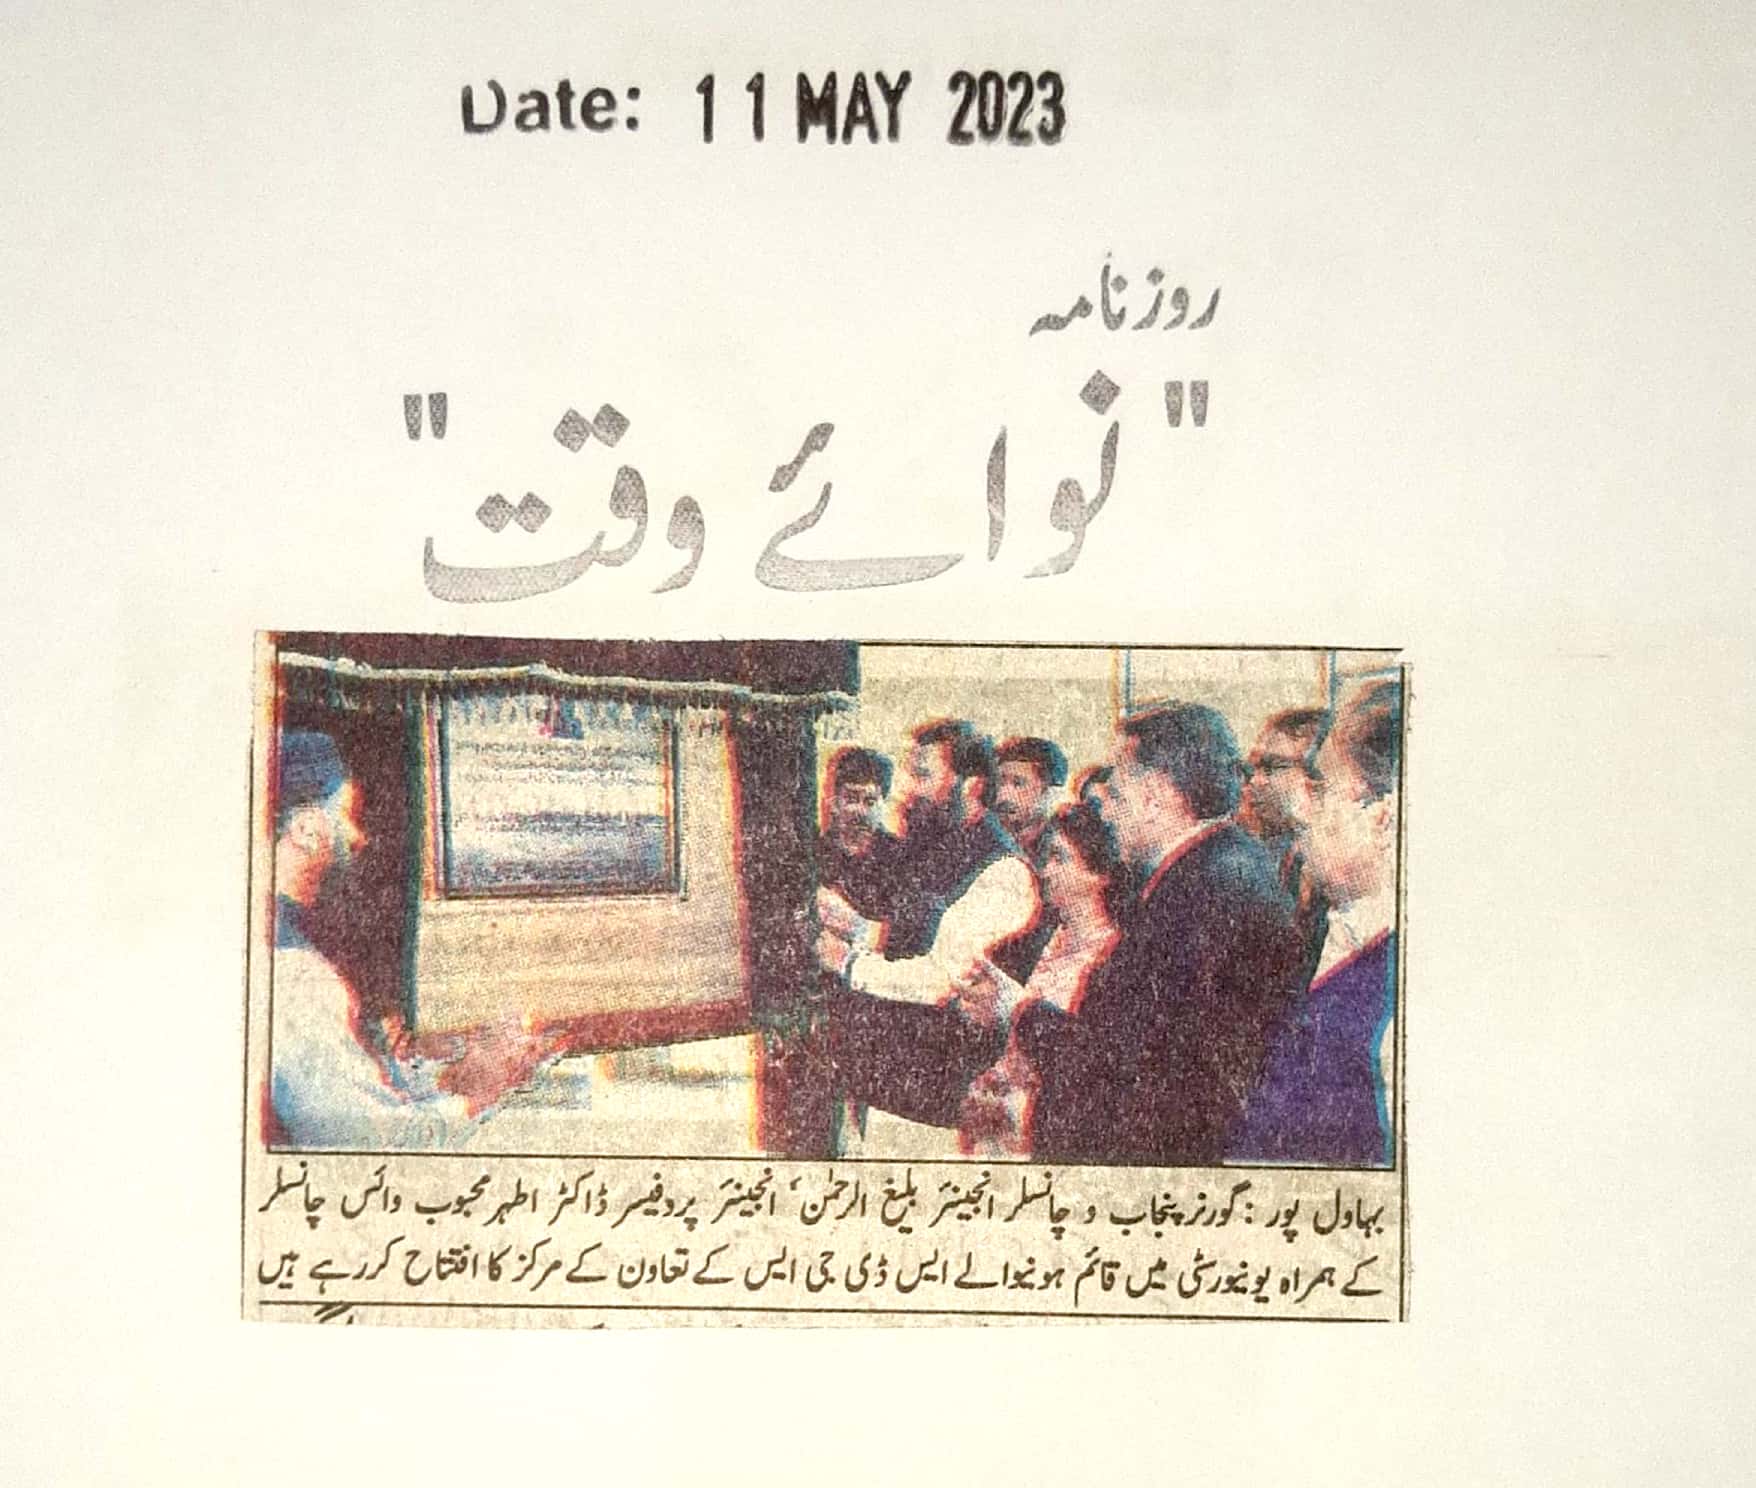 Date: 11 MAY 2023
روزنامہ
"نوائے وقت"
بہاول پور : گورنر پنجاب و چانسلر انجینئر بلیغ الرحمٰن، انجینئر پروفیسر ڈاکٹر اطہر محبوب وائس چانسلر
کے ہمراہ یونیورسٹی میں قائم ہونیوالے ایس ڈی جی ایس کے تعاون کے مرکز کا افتتاح کررہے ہیں